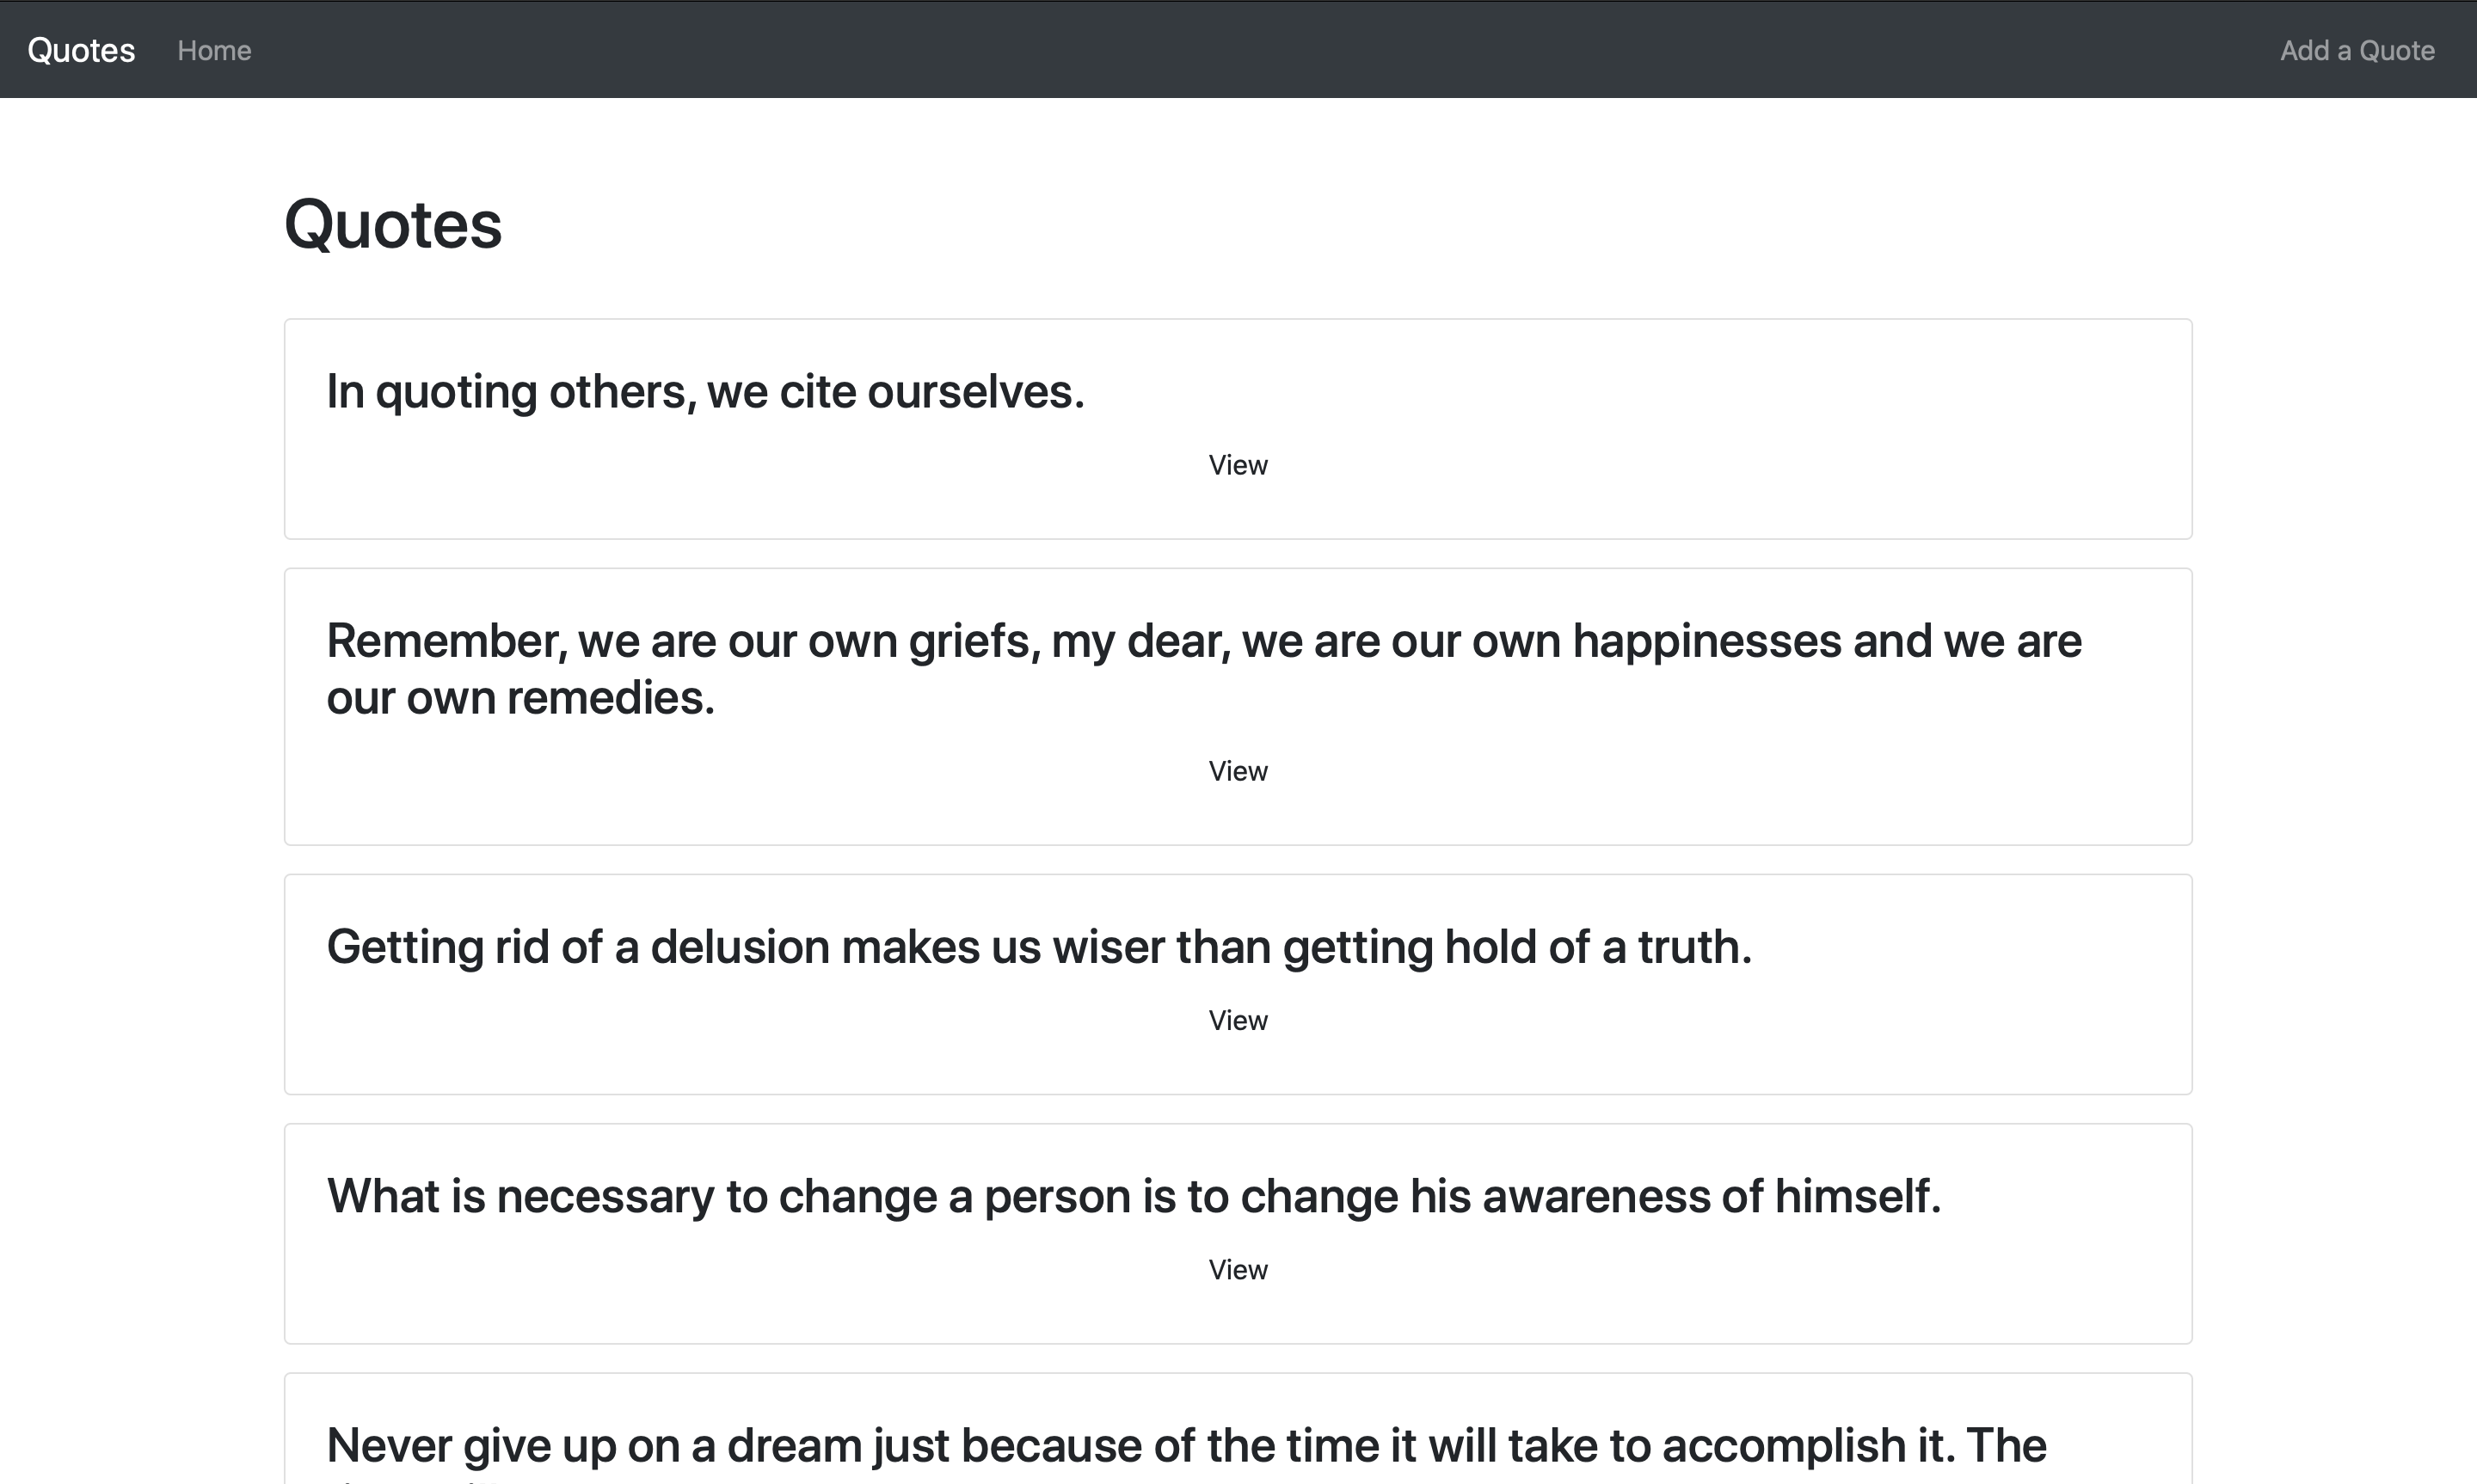 Quotes Home Add a Quote
Quotes
In quoting others, we cite ourselves.
View
Remember, we are our own griefs, my dear, we are our own happinesses and we are
our own remedies.
View
Getting rid of a delusion makes us wiser than getting hold of a truth.
View
What is necessary to change a person is to change his awareness of himself.
View
Never give up on a dream just because of the time it will take to accomplish it. The